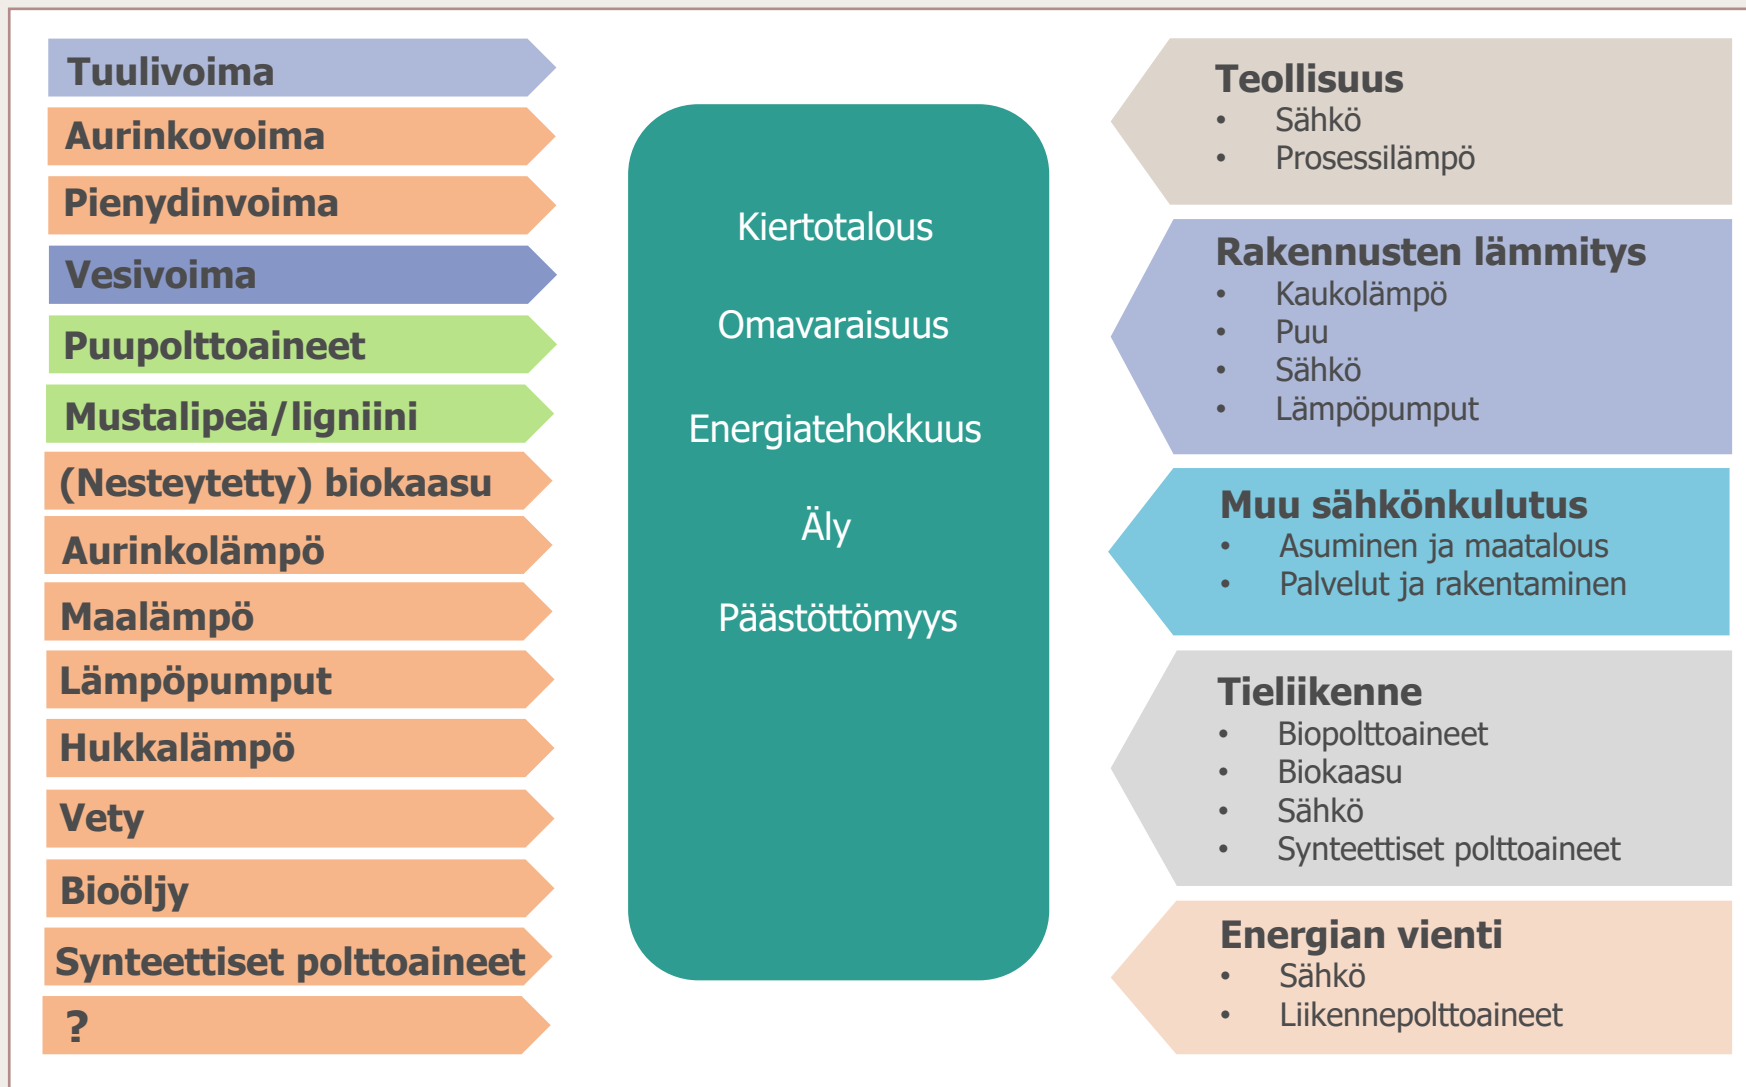 Tuulivoima
Aurinkovoima
Pienydinvoima
Vesivoima
Puupolttoaineet
Mustalipeä/ligniini
(Nesteytetty) biokaasu
Aurinkolämpö
Maalämpö
Lämpöpumput
Hukkalämpö
Vety
Bioöljy
Synteettiset polttoaineet
?
Kiertotalous
Omavaraisuus
Energiatehokkuus
Äly
Päästöttömyys
Teollisuus
• Sähkö
• Prosessilämpö
Rakennusten lämmitys
• Kaukolämpö
• Puu
• Sähkö
• Lämpöpumput
Muu sähkönkulutus
• Asuminen ja maatalous
• Palvelut ja rakentaminen
Tieliikenne
• Biopolttoaineet
• Biokaasu
• Sähkö
• Synteettiset polttoaineet
Energian vienti
• Sähkö
• Liikennepolttoaineet